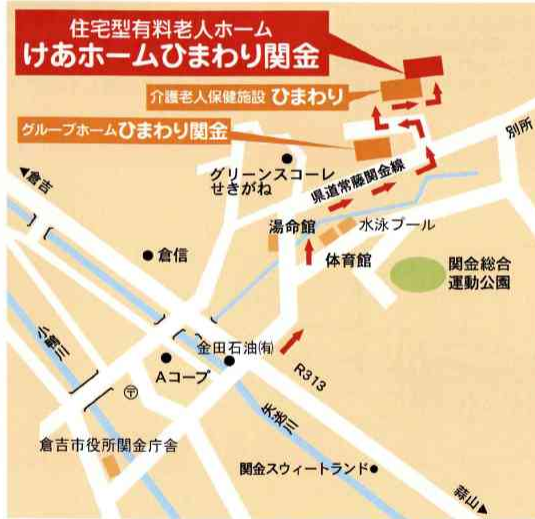 住宅型有料老人ホーム
けあホームひまわり関金
介護老人保健施設 ひまわり
グループホームひまわり関金
別所
グリーンスコーレ
せきがね
県道常藤関金線
倉吉
湯命館
水泳プール
倉信
体育館
関金総合
運動公園
小鴨川
金田石油㈲
Aコープ
R313
〒
矢送川
倉吉市役所関金庁舎
関金スウィートランド
蒜山